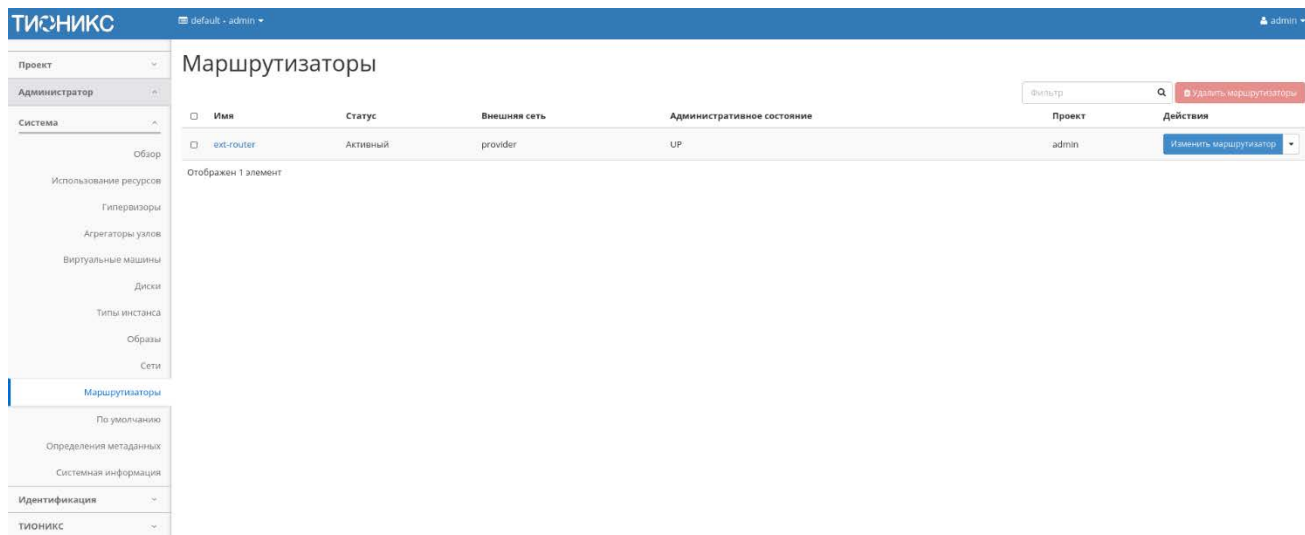 ТИОНИКС
default - admin
admin
Проект
Администратор
Система
Обзор
Использование ресурсов
Гипервизоры
Агрегаторы узлов
Виртуальные машины
Диски
Типы инстанса
Образы
Сети
Маршрутизаторы
По умолчанию
Определения метаданных
Системная информация
Идентификация
ТИОНИКС
Маршрутизаторы
Фильтр
Удалить маршрутизаторы
Имя Статус Внешняя сеть Административное состояние Проект Действия
ext-router Активный provider UP admin Изменить маршрутизатор
Отображен 1 элемент